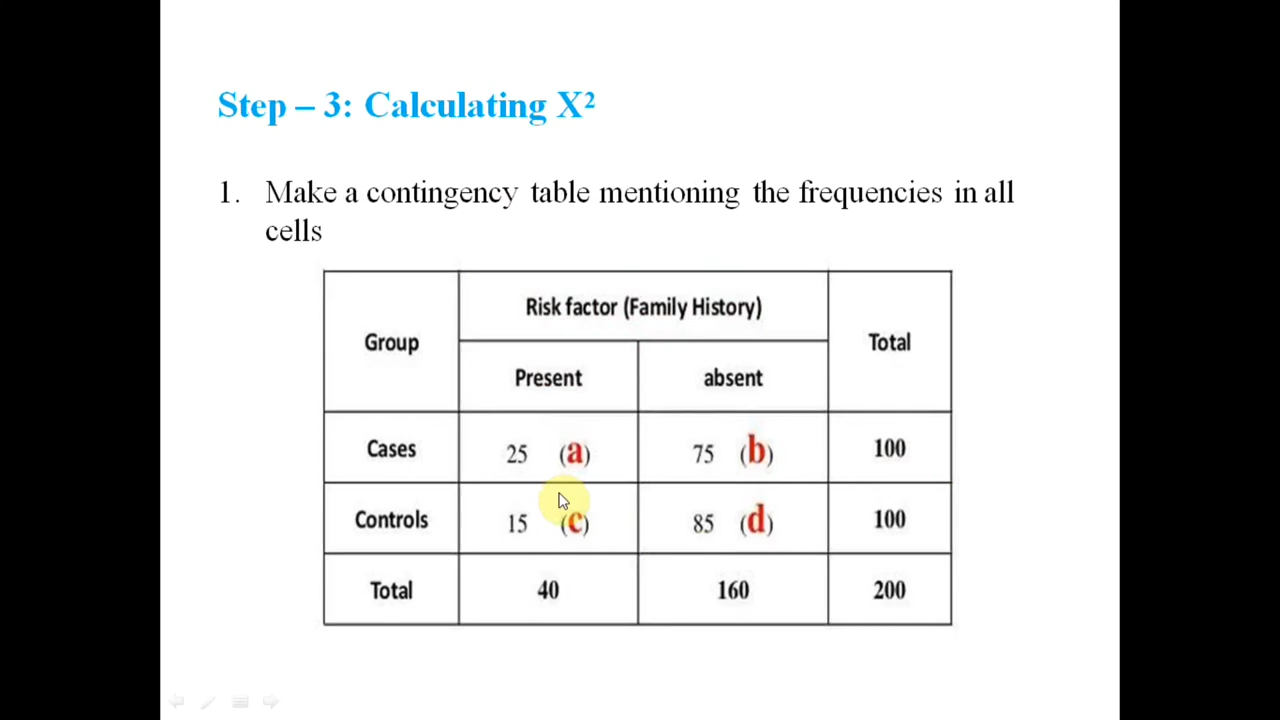 Step – 3: Calculating X²
1. Make a contingency table mentioning the frequencies in all
cells
Group
Risk factor (Family History)
Total
Present
absent
Cases
25 (a)
75 (b)
100
Controls
15 (c)
85 (d)
100
Total
40
160
200